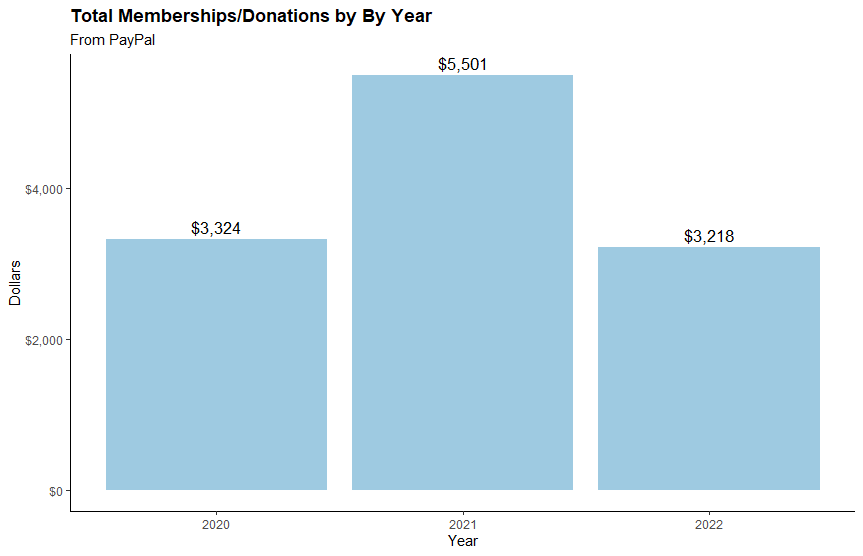 Total Memberships/Donations by By Year
From PayPal
$5,501
$4,000
$3,324
$3,218
Dollars
$2,000
$0
2020
2021
2022
Year